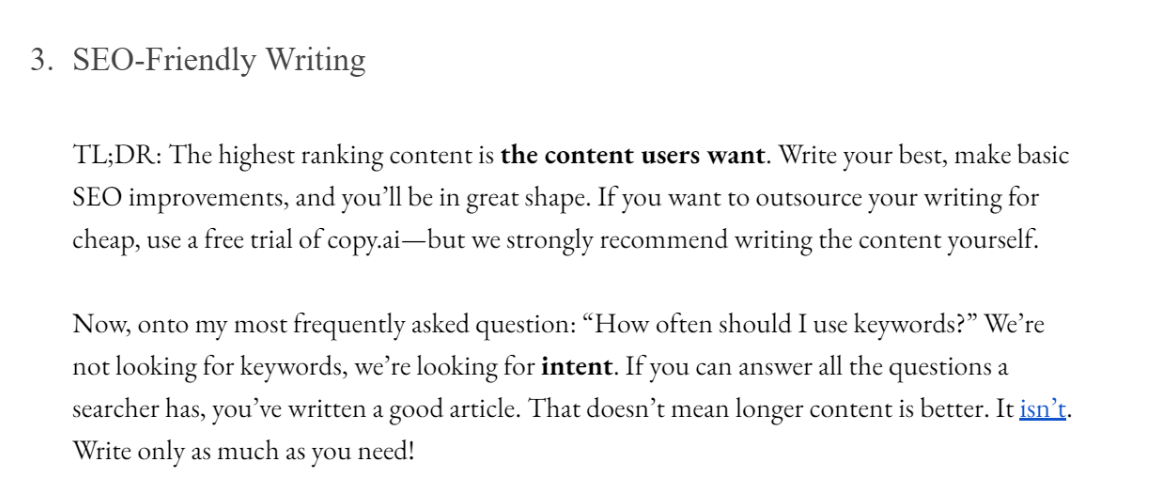 3. SEO-Friendly Writing
TL;DR: The highest ranking content is the content users want. Write your best, make basic
SEO improvements, and you’ll be in great shape. If you want to outsource your writing for
cheap, use a free trial of copy.ai—but we strongly recommend writing the content yourself.
Now, onto my most frequently asked question: “How often should I use keywords?” We’re
not looking for keywords, we’re looking for intent. If you can answer all the questions a
searcher has, you’ve written a good article. That doesn’t mean longer content is better. It isn’t.
Write only as much as you need!